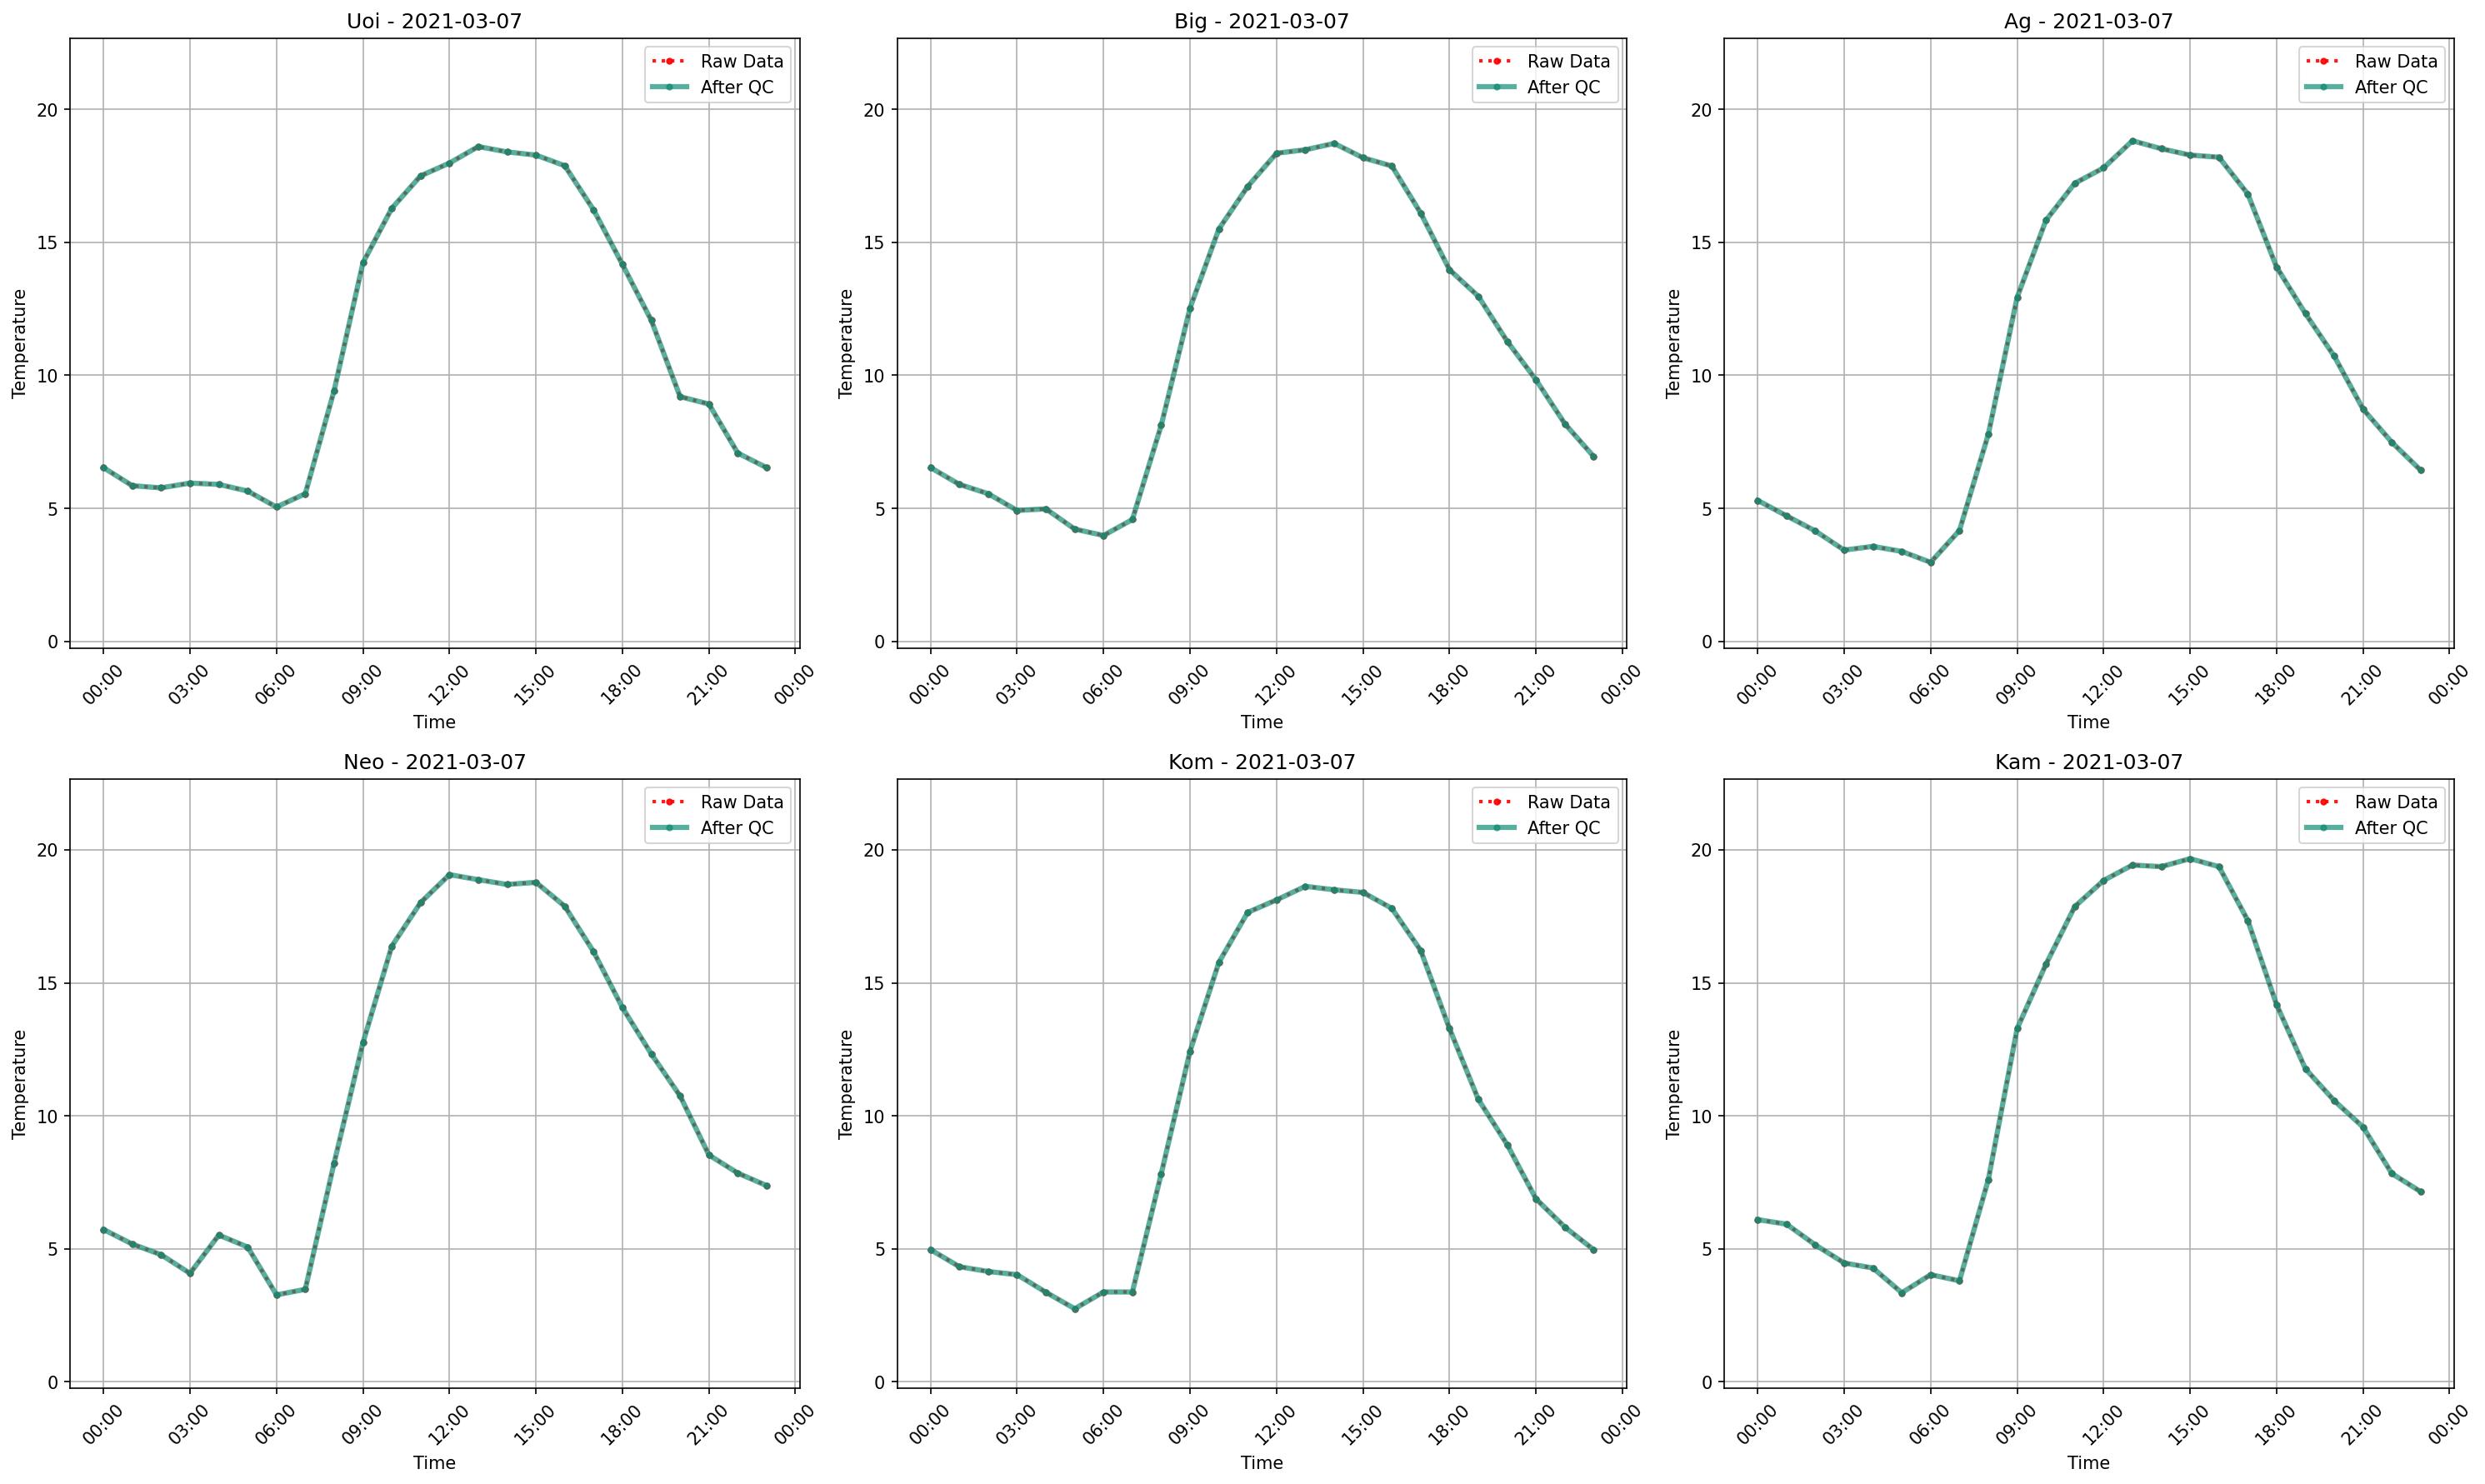 Uoi - 2021-03-07
Raw Data
After QC
20
15
10
5
0
Temperature
00:00
03:00
06:00
09:00
12:00
15:00
18:00
21:00
00:00
Time
Big - 2021-03-07
Raw Data
After QC
20
15
10
5
0
Temperature
00:00
03:00
06:00
09:00
12:00
15:00
18:00
21:00
00:00
Time
Ag - 2021-03-07
Raw Data
After QC
20
15
10
5
0
Temperature
00:00
03:00
06:00
09:00
12:00
15:00
18:00
21:00
00:00
Time
Neo - 2021-03-07
Raw Data
After QC
20
15
10
5
0
Temperature
00:00
03:00
06:00
09:00
12:00
15:00
18:00
21:00
00:00
Time
Kom - 2021-03-07
Raw Data
After QC
20
15
10
5
0
Temperature
00:00
03:00
06:00
09:00
12:00
15:00
18:00
21:00
00:00
Time
Kam - 2021-03-07
Raw Data
After QC
20
15
10
5
0
Temperature
00:00
03:00
06:00
09:00
12:00
15:00
18:00
21:00
00:00
Time